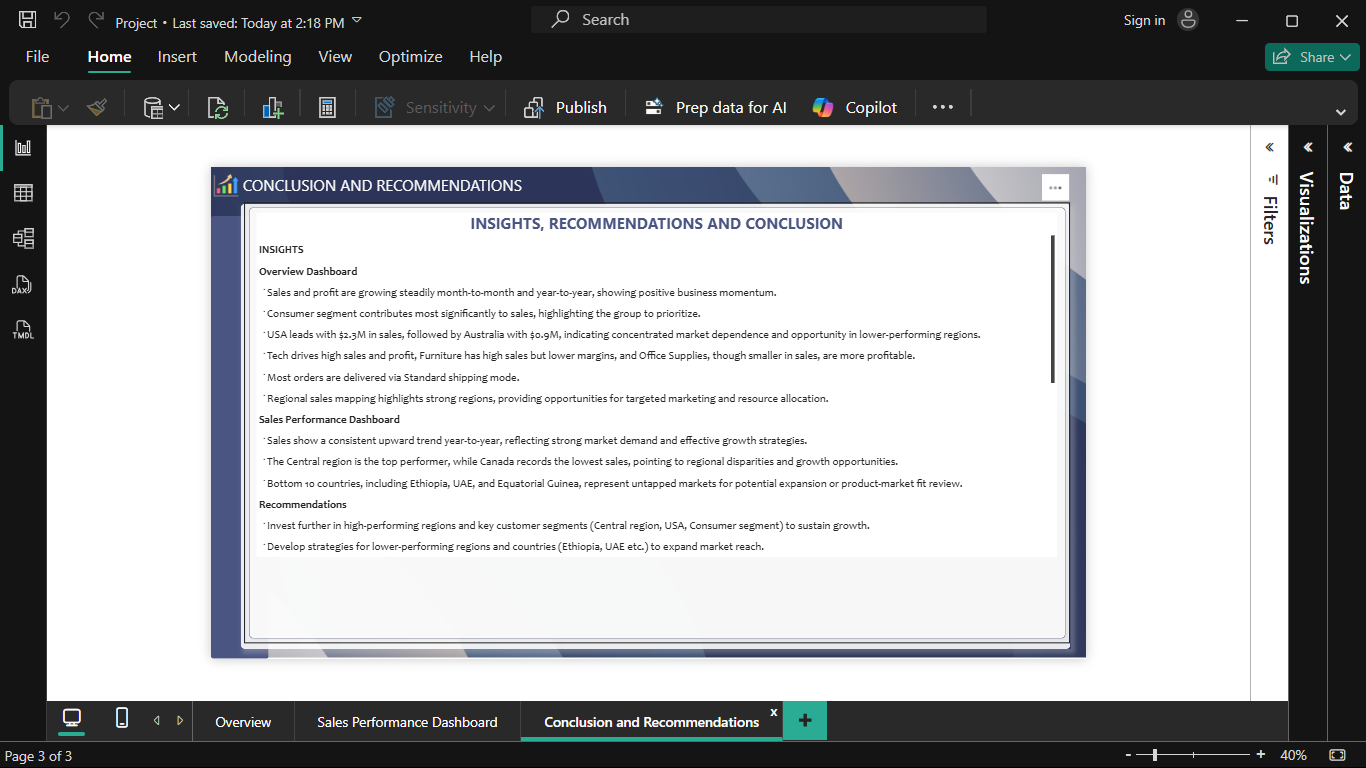 Project • Last saved: Today at 2:18 PM
Search
Sign in
File Home Insert Modeling View Optimize Help
Share
Sensitivity
Publish
Prep data for AI
Copilot
DAX
TMDL
CONCLUSION AND RECOMMENDATIONS
INSIGHTS, RECOMMENDATIONS AND CONCLUSION
INSIGHTS
Overview Dashboard
˙Sales and profit are growing steadily month-to-month and year-to-year, showing positive business momentum.
˙Consumer segment contributes most significantly to sales, highlighting the group to prioritize.
˙USA leads with $2.3M in sales, followed by Australia with $0.9M, indicating concentrated market dependence and opportunity in lower-performing regions.
˙Tech drives high sales and profit, Furniture has high sales but lower margins, and Office Supplies, though smaller in sales, are more profitable.
˙Most orders are delivered via Standard shipping mode.
˙Regional sales mapping highlights strong regions, providing opportunities for targeted marketing and resource allocation.
Sales Performance Dashboard
˙Sales show a consistent upward trend year-to-year, reflecting strong market demand and effective growth strategies.
˙The Central region is the top performer, while Canada records the lowest sales, pointing to regional disparities and growth opportunities.
˙Bottom 10 countries, including Ethiopia, UAE, and Equatorial Guinea, represent untapped markets for potential expansion or product-market fit review.
Recommendations
˙Invest further in high-performing regions and key customer segments (Central region, USA, Consumer segment) to sustain growth.
˙Develop strategies for lower-performing regions and countries (Ethiopia, UAE etc.) to expand market reach.
Filters
Visualizations
Data
Overview
Sales Performance Dashboard
Conclusion and Recommendations
x
+
Page 3 of 3
- + 40%